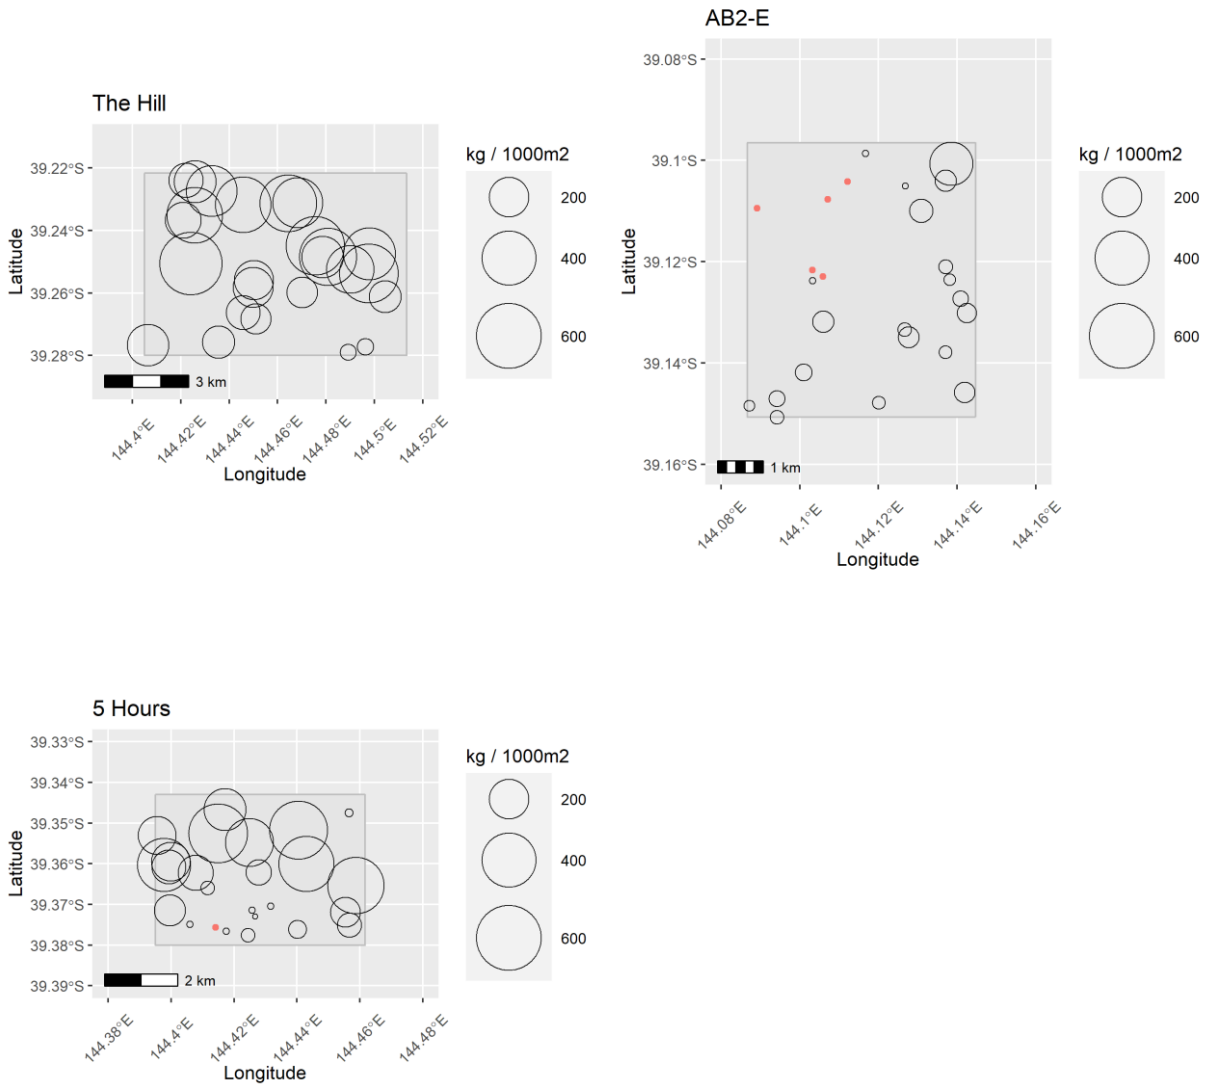 AB2-E
39.08°S
39.1°S
39.12°S
39.14°S
39.16°S
Latitude
1 km
144.08°E
144.1°E
144.12°E
144.14°E
144.16°E
Longitude
kg / 1000m2
200
400
600
The Hill
39.22°S
39.24°S
39.26°S
39.28°S
Latitude
3 km
144.4°E
144.42°E
144.44°E
144.46°E
144.48°E
144.5°E
144.52°E
Longitude
kg / 1000m2
200
400
600
5 Hours
39.33°S
39.34°S
39.35°S
39.36°S
39.37°S
39.38°S
39.39°S
Latitude
2 km
144.38°E
144.4°E
144.42°E
144.44°E
144.46°E
144.48°E
Longitude
kg / 1000m2
200
400
600